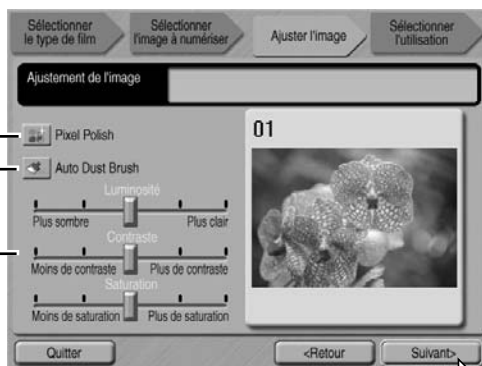 Sélectionner
le type de film
Sélectionner
l'image à numériser
Ajuster l'image
Sélectionner
l'utilisation
Ajustement de l'image
Pixel Polish
Auto Dust Brush
Luminosité
Plus sombre Plus clair
Contraste
Moins de contraste Plus de contraste
Saturation
Moins de saturation Plus de saturation
01
Quitter <Retour Suivant>